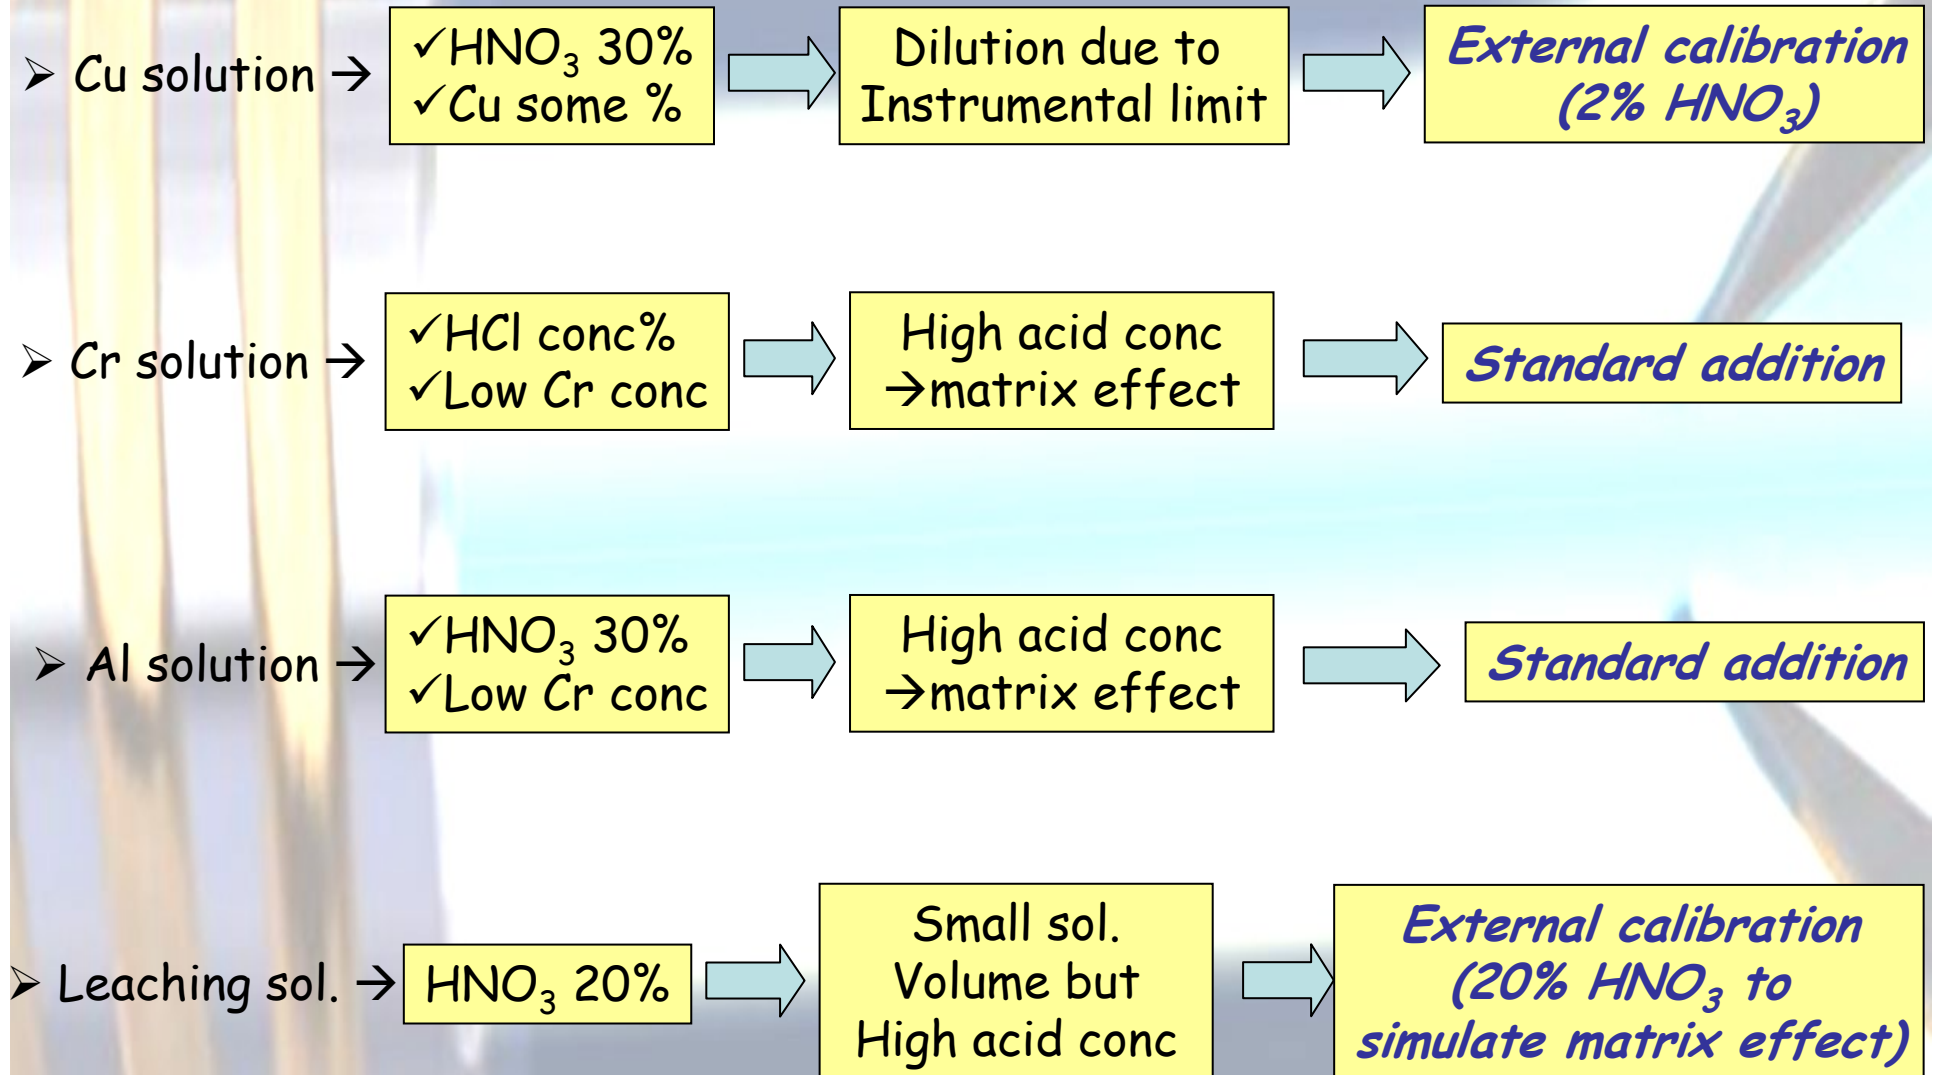 ➢ Cu solution →
✓HNO₃ 30%
✓Cu some %
Dilution due to
Instrumental limit
External calibration
(2% HNO₃)
➢ Cr solution →
✓HCl conc%
✓Low Cr conc
High acid conc
→matrix effect
Standard addition
➢ Al solution →
✓HNO₃ 30%
✓Low Cr conc
High acid conc
→matrix effect
Standard addition
➢ Leaching sol. →
HNO₃ 20%
Small sol.
Volume but
High acid conc
External calibration
(20% HNO₃ to
simulate matrix effect)